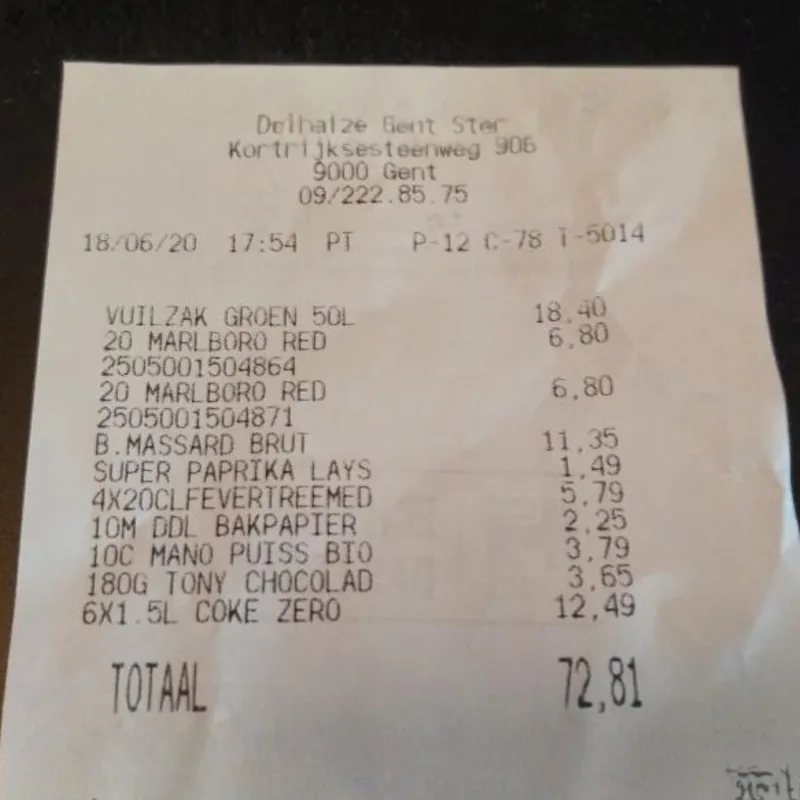 Delhaize Gent Ster
Kortrijksesteenweg 906
9000 Gent
09/222.85.75
18/06/20 17:54 PT P-12 C-78 T-5014
VUILZAK GROEN 50L 18,40
20 MARLBORO RED 6,80
2505001504864
20 MARLBORO RED 6,80
2505001504871
B.MASSARD BRUT 11,35
SUPER PAPRIKA LAYS 1,49
4X20CLFEVERTREEMED 5,79
10M DDL BAKPAPIER 2,25
10C MANO PUISS BIO 3,79
180G TONY CHOCOLAD 3,65
6X1.5L COKE ZERO 12,49
TOTAAL 72,81